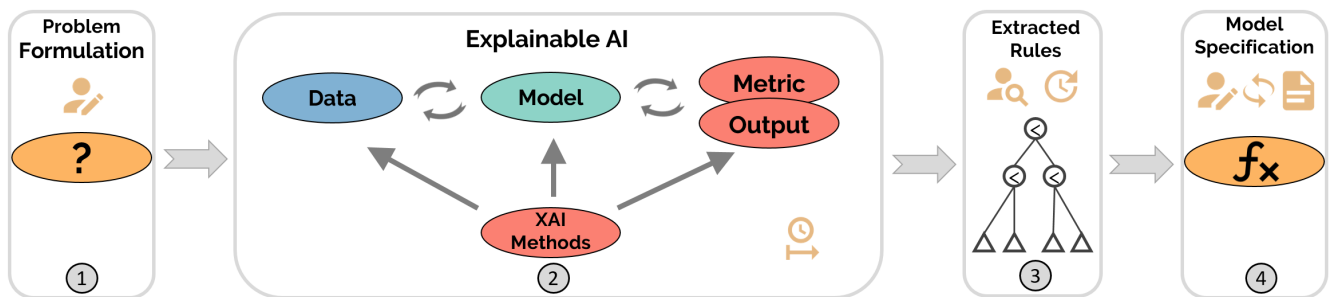 Problem
Formulation
?
1
Explainable AI
Data
Model
Metric
Output
XAI
Methods
2
Extracted
Rules
<
<
<
3
Model
Specification
fx
4